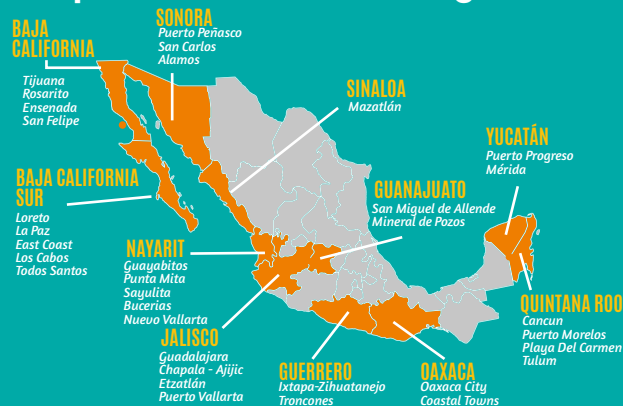 BAJA
CALIFORNIA
Tijuana
Rosarito
Ensenada
San Felipe
SONORA
Puerto Peñasco
San Carlos
Alamos
SINALOA
Mazatlán
YUCATÁN
Puerto Progreso
Mérida
BAJA CALIFORNIA
SUR
Loreto
La Paz
East Coast
Los Cabos
Todos Santos
GUANAJUATO
San Miguel de Allende
Mineral de Pozos
NAYARIT
Guayabitos
Punta Mita
Sayulita
Bucerias
Nuevo Vallarta
JALISCO
Guadalajara
Chapala - Ajijic
Etzatlán
Puerto Vallarta
GUERRERO
Ixtapa-Zihuatanejo
Troncones
OAXACA
Oaxaca City
Coastal Towns
QUINTANA ROO
Cancun
Puerto Morelos
Playa Del Carmen
Tulum